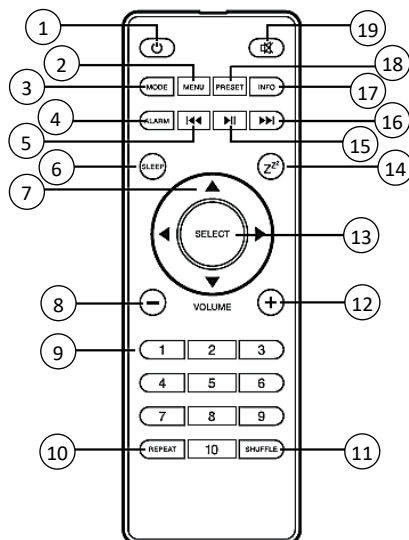 1
19
2
18
MODE MENU PRESET INFO
3
17
4
ALARM
16
5
15
6
SLEEP
Zzz
14
7
SELECT
13
8
VOLUME
12
9
1 2 3
4 5 6
7 8 9
10
REPEAT 10 SHUFFLE
11